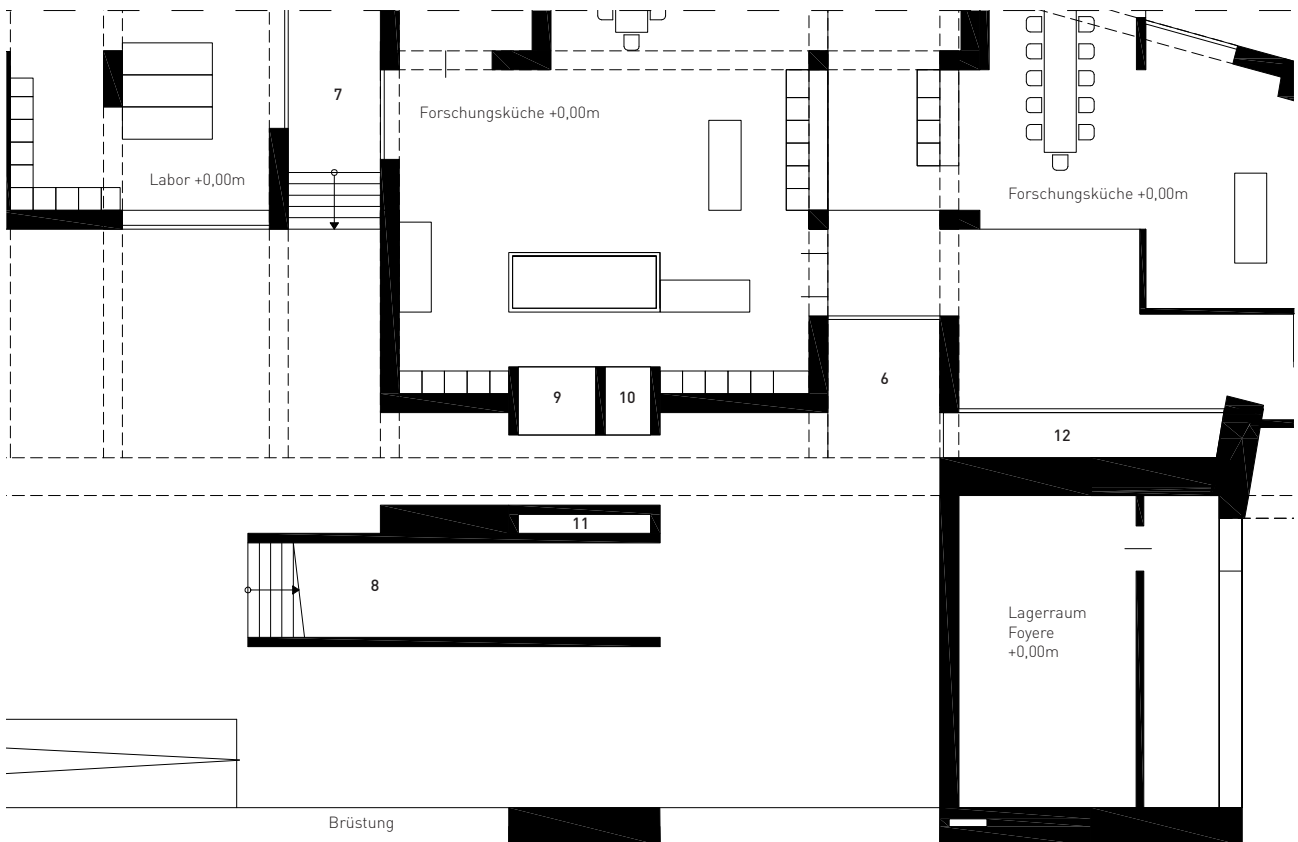 7
Forschungsküche +0,00m
Labor +0,00m
Forschungsküche +0,00m
6
9
10
12
11
8
Lagerraum
Foyere
+0,00m
Brüstung